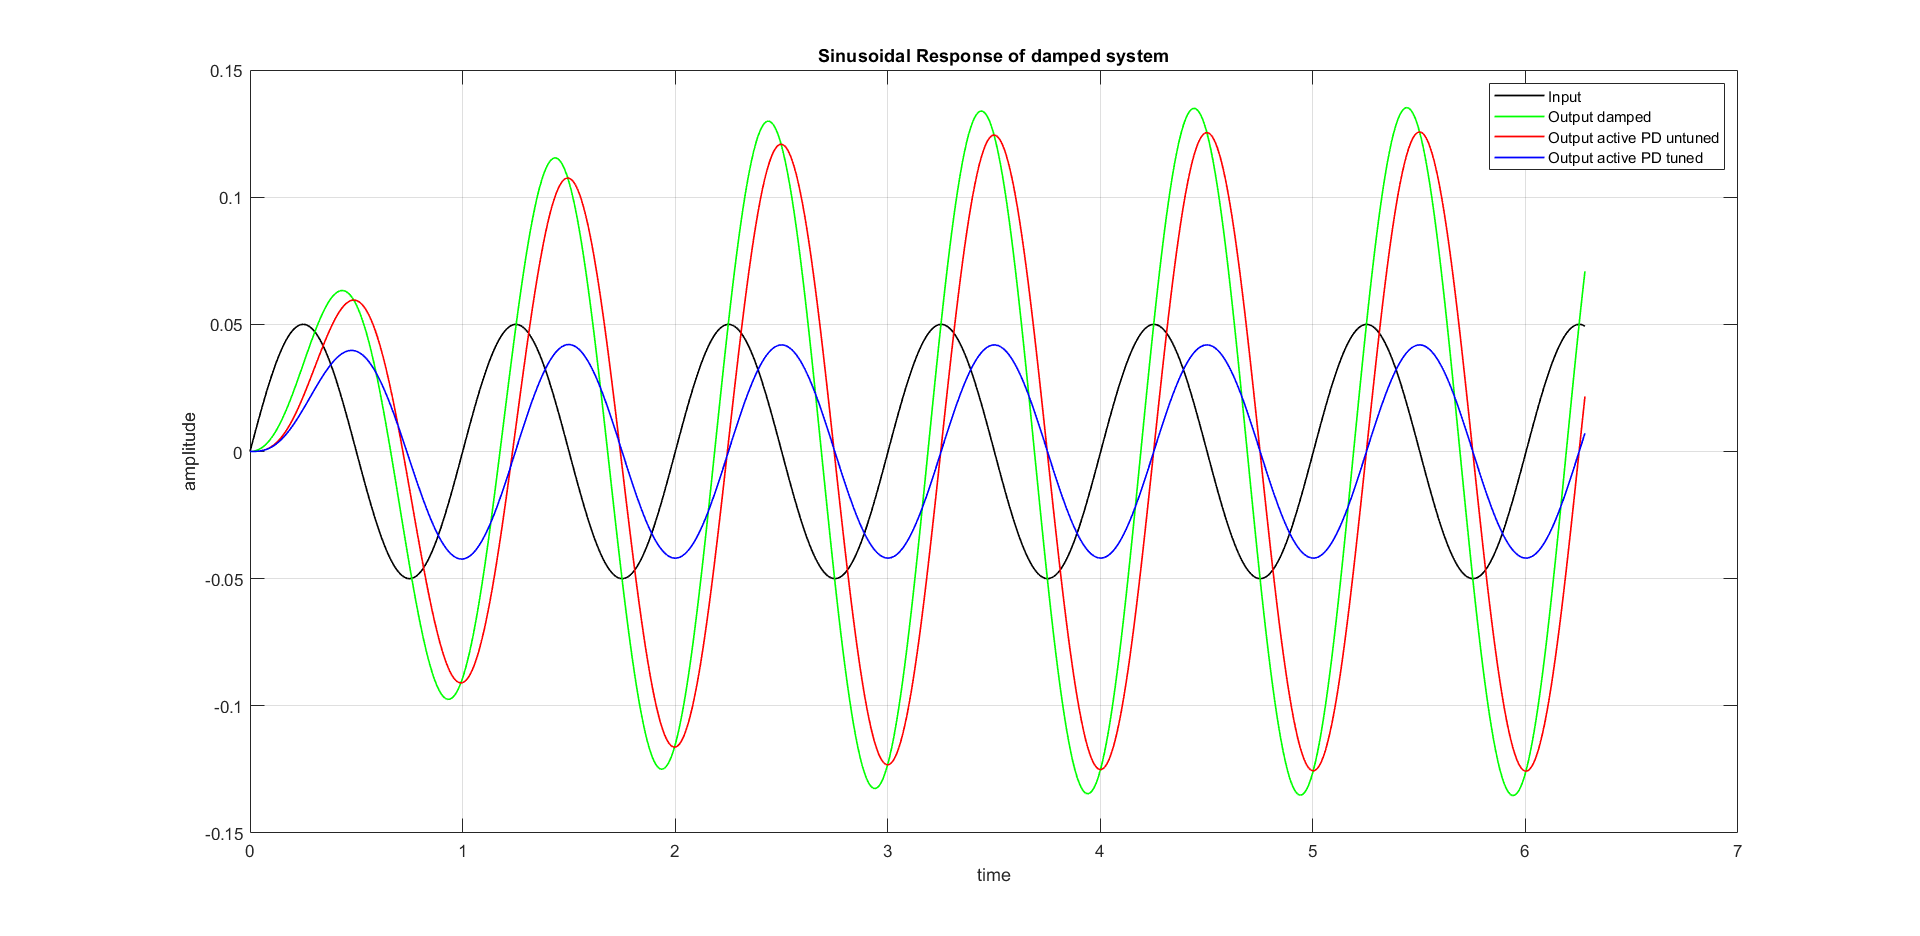 Sinusoidal Response of damped system
Input
Output damped
Output active PD untuned
Output active PD tuned
0.15
0.1
0.05
0
-0.05
-0.1
-0.15
amplitude
0 1 2 3 4 5 6 7
time